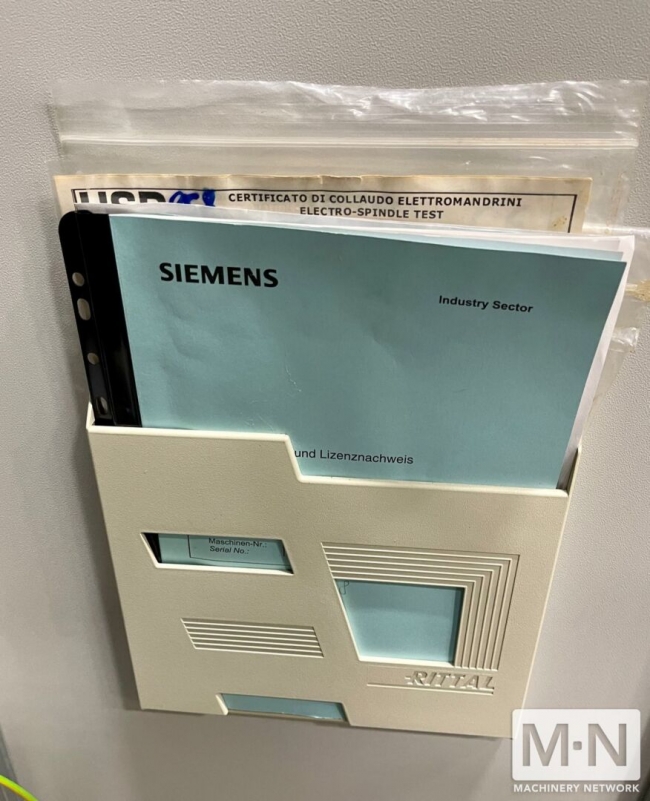 HSD
CERTIFICATO DI COLLAUDO ELETTROMANDRINI
ELECTRO-SPINDLE TEST
SIEMENS
Industry Sector
und Lizenznachweis
Maschinen-Nr.:
Serial No.:
RITTAL
M·N
MACHINERY NETWORK